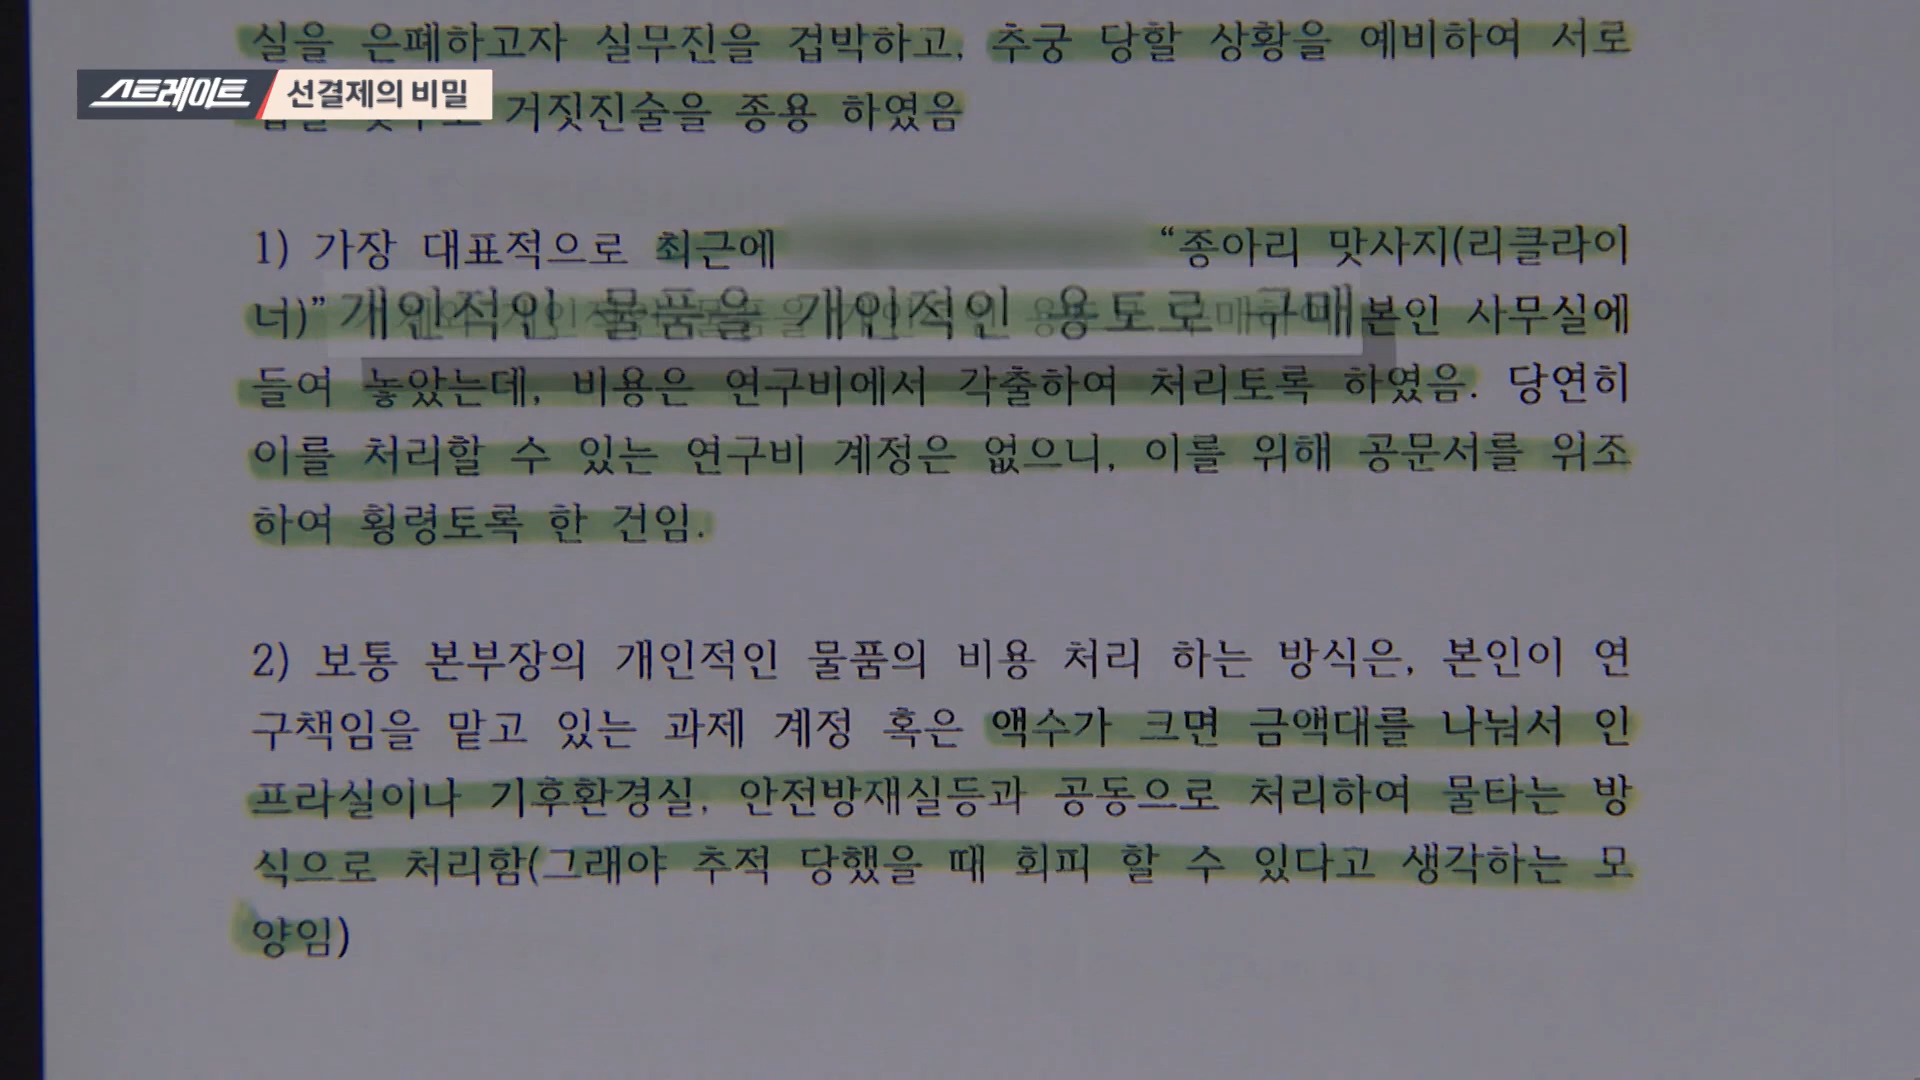 실을 은폐하고자 실무진을 겁박하고, 추궁 당할 상황을 예비하여 서로
스트레이트 선결제의 비밀
거짓진술을 종용 하였음
1) 가장 대표적으로 최근에 “종아리 맛사지(리클라이
너)” 개인적인 물품을 개인적인 용도로 구매 본인 사무실에
들여 놓았는데, 비용은 연구비에서 각출하여 처리토록 하였음. 당연히
이를 처리할 수 있는 연구비 계정은 없으니, 이를 위해 공문서를 위조
하여 횡령토록 한 건임.
2) 보통 본부장의 개인적인 물품의 비용 처리 하는 방식은, 본인이 연
구책임을 맡고 있는 과제 계정 혹은 액수가 크면 금액대를 나눠서 인
프라실이나 기후환경실, 안전방재실등과 공동으로 처리하여 물타는 방
식으로 처리함(그래야 추적 당했을 때 회피 할 수 있다고 생각하는 모
양임)